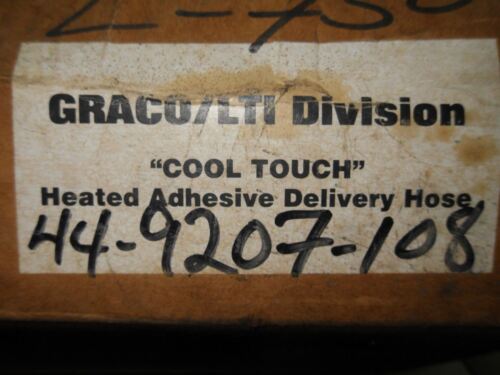 GRACO/LTI Division
"COOL TOUCH"
Heated Adhesive Delivery Hose
44-9207-108